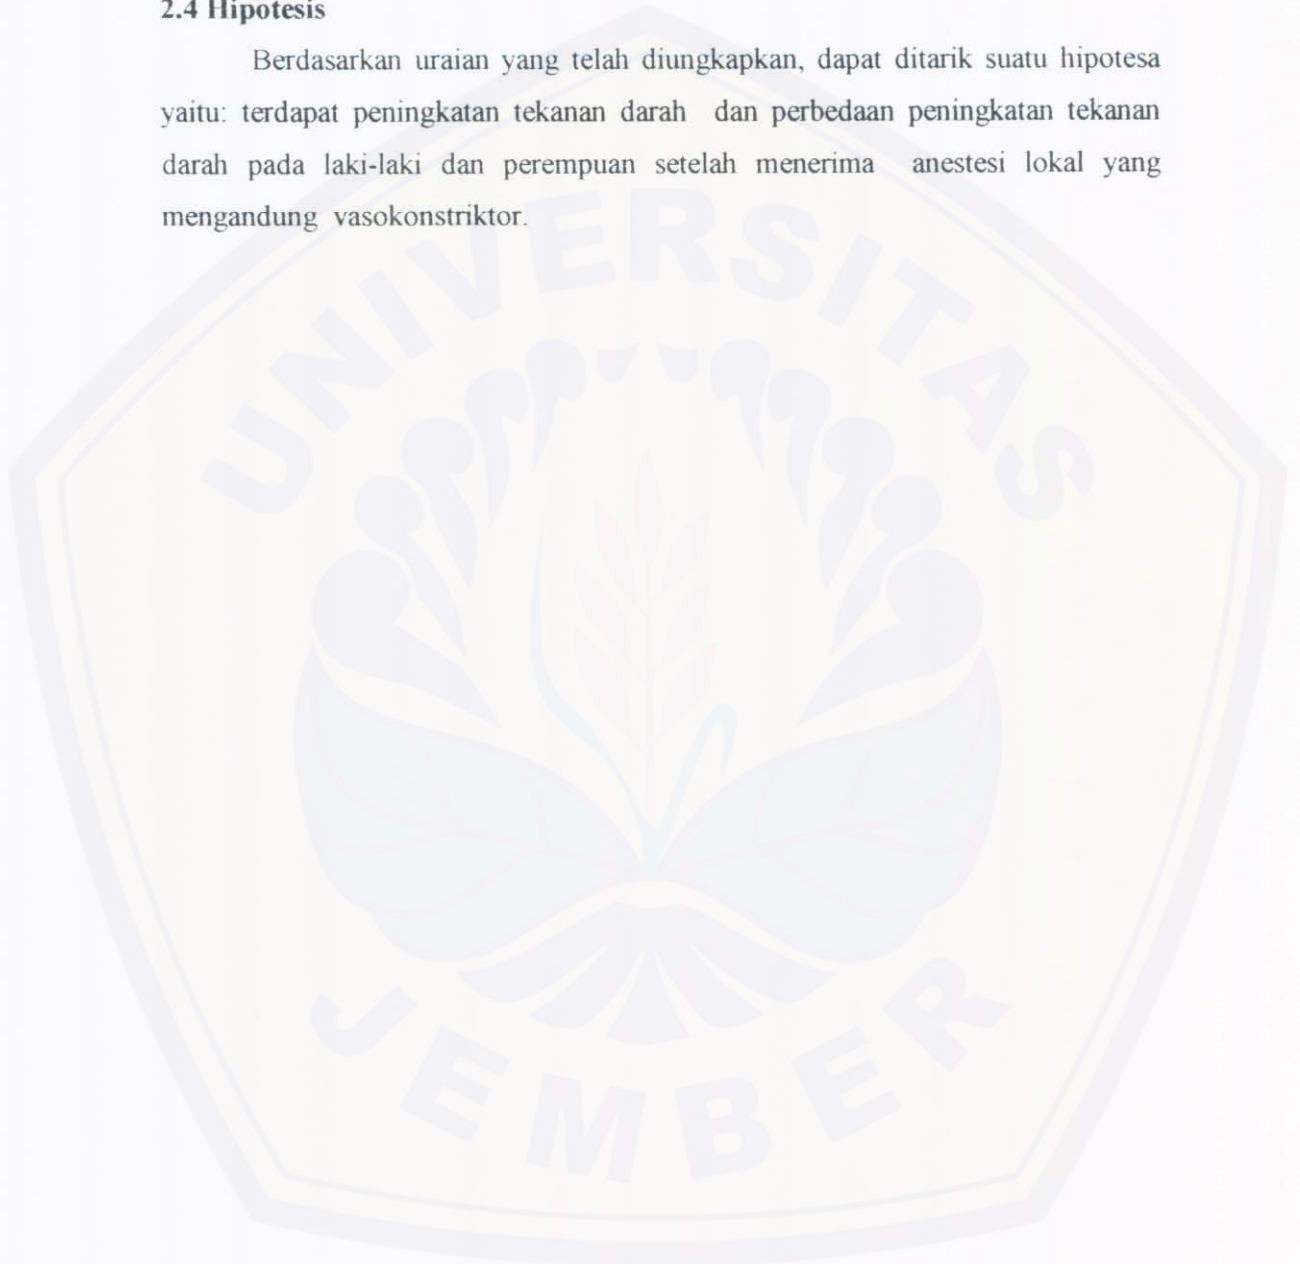 2.4 Hipotesis
Berdasarkan uraian yang telah diungkapkan, dapat ditarik suatu hipotesa
yaitu: terdapat peningkatan tekanan darah dan perbedaan peningkatan tekanan
darah pada laki-laki dan perempuan setelah menerima anestesi lokal yang
mengandung vasokonstriktor.
UNIVERSITAS
JEMBER